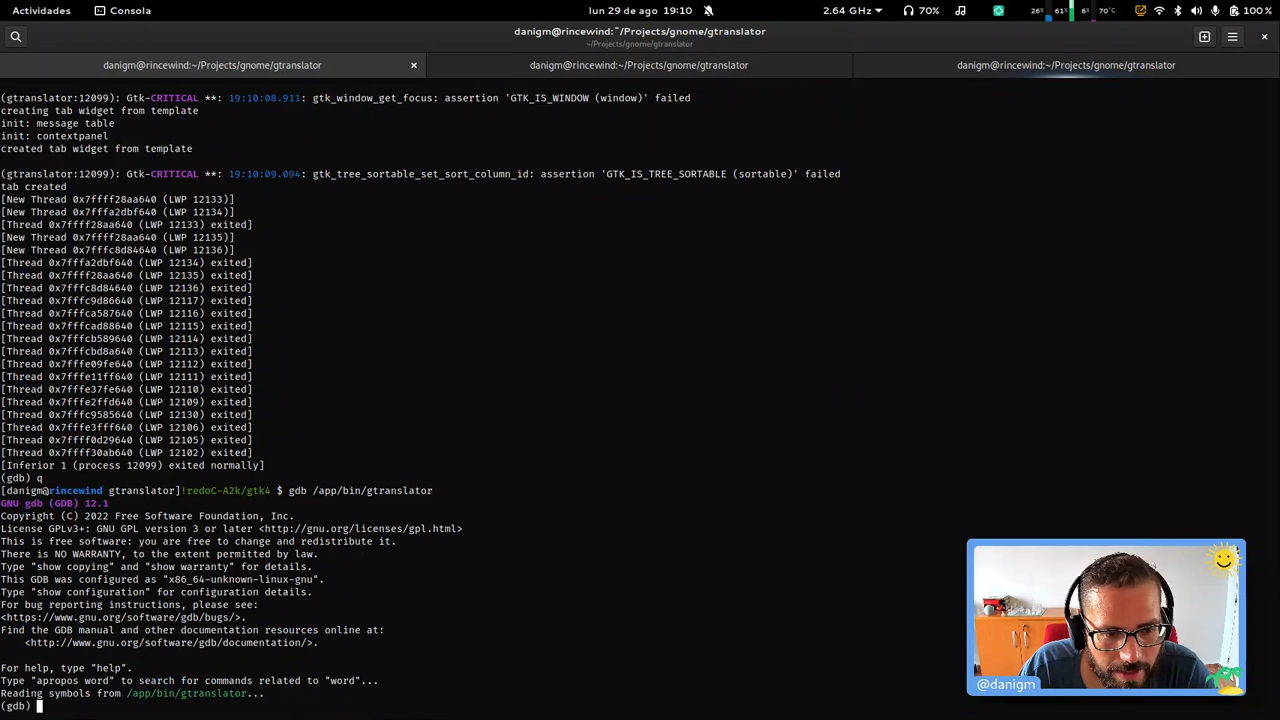 Actividades
Consola
lun 29 de ago 19:10
2.64 GHz
70%
26%
61%
6%
70°C
100 %
danigm@rincewind:~/Projects/gnome/gtranslator
~/Projects/gnome/gtranslator
danigm@rincewind:~/Projects/gnome/gtranslator
danigm@rincewind:~/Projects/gnome/gtranslator
danigm@rincewind:~/Projects/gnome/gtranslator
(gtranslator:12099): Gtk-CRITICAL **: 19:10:08.911: gtk_window_get_focus: assertion 'GTK_IS_WINDOW (window)' failed
creating tab widget from template
init: message table
init: contextpanel
created tab widget from template
(gtranslator:12099): Gtk-CRITICAL **: 19:10:09.094: gtk_tree_sortable_set_sort_column_id: assertion 'GTK_IS_TREE_SORTABLE (sortable)' failed
tab created
[New Thread 0x7ffff28aa640 (LWP 12133)]
[New Thread 0x7fffa2dbf640 (LWP 12134)]
[Thread 0x7ffff28aa640 (LWP 12133) exited]
[New Thread 0x7ffff28aa640 (LWP 12135)]
[New Thread 0x7fffc8d84640 (LWP 12136)]
[Thread 0x7fffa2dbf640 (LWP 12134) exited]
[Thread 0x7ffff28aa640 (LWP 12135) exited]
[Thread 0x7fffc8d84640 (LWP 12136) exited]
[Thread 0x7fffc9d86640 (LWP 12117) exited]
[Thread 0x7fffca587640 (LWP 12116) exited]
[Thread 0x7fffcad88640 (LWP 12115) exited]
[Thread 0x7fffcb589640 (LWP 12114) exited]
[Thread 0x7fffcbd8a640 (LWP 12113) exited]
[Thread 0x7fffe09fe640 (LWP 12112) exited]
[Thread 0x7fffe11ff640 (LWP 12111) exited]
[Thread 0x7fffe37fe640 (LWP 12110) exited]
[Thread 0x7fffe2ffd640 (LWP 12109) exited]
[Thread 0x7fffc9585640 (LWP 12130) exited]
[Thread 0x7fffe3fff640 (LWP 12106) exited]
[Thread 0x7ffff0d29640 (LWP 12105) exited]
[Thread 0x7ffff30ab640 (LWP 12102) exited]
[Inferior 1 (process 12099) exited normally]
(gdb) q
[danigm@rincewind gtranslator]!redoC-A2k/gtk4 $ gdb /app/bin/gtranslator
GNU gdb (GDB) 12.1
Copyright (C) 2022 Free Software Foundation, Inc.
License GPLv3+: GNU GPL version 3 or later <http://gnu.org/licenses/gpl.html>
This is free software: you are free to change and redistribute it.
There is NO WARRANTY, to the extent permitted by law.
Type "show copying" and "show warranty" for details.
This GDB was configured as "x86_64-unknown-linux-gnu".
Type "show configuration" for configuration details.
For bug reporting instructions, please see:
<https://www.gnu.org/software/gdb/bugs/>.
Find the GDB manual and other documentation resources online at:
<http://www.gnu.org/software/gdb/documentation/>.
For help, type "help".
Type "apropos word" to search for commands related to "word"...
Reading symbols from /app/bin/gtranslator...
(gdb)
@danigm